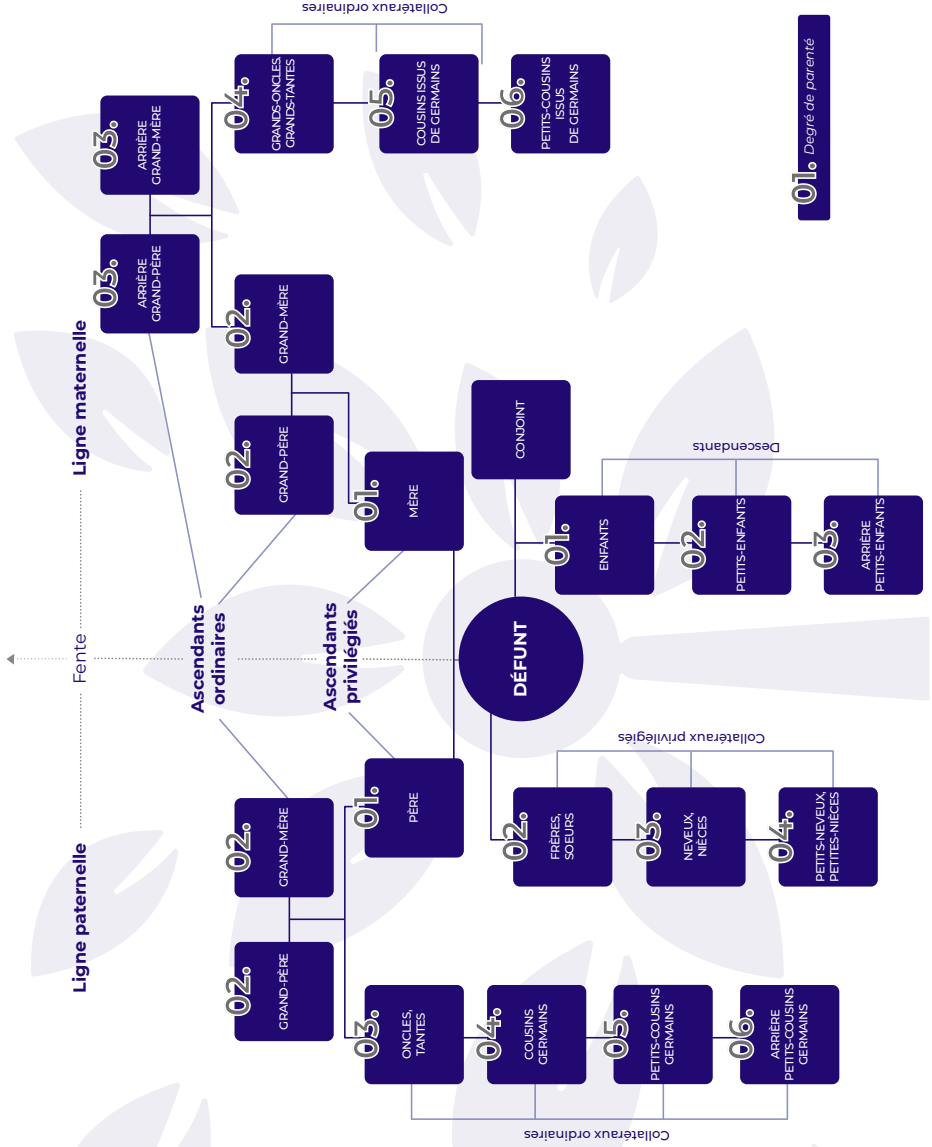 Ligne paternelle
Fente
Ligne maternelle
03.
ARRIÈRE
GRAND-PÈRE
03.
ARRIÈRE
GRAND-MÈRE
Ascendants
ordinaires
02.
GRAND-PÈRE
02.
GRAND-MÈRE
02.
GRAND-PÈRE
02.
GRAND-MÈRE
04.
GRANDS-ONCLES,
GRANDS-TANTES
Collatéraux ordinaires
Ascendants
privilégiés
03.
ONCLES,
TANTES
01.
PÈRE
01.
MÈRE
05.
COUSINS ISSUS
DE GERMAINS
04.
COUSINS
GERMAINS
DÉFUNT
CONJOINT
06.
PETITS-COUSINS
ISSUS
DE GERMAINS
Collatéraux ordinaires
02.
FRÈRES,
SOEURS
01.
ENFANTS
05.
PETITS-COUSINS
GERMAINS
03.
NEVEUX,
NIÈCES
Collatéraux privilégiés
02.
PETITS-ENFANTS
Descendants
06.
ARRIÈRE
PETITS-COUSINS
GERMAINS
04.
PETITS-NEVEUX,
PETITES-NIÈCES
03.
ARRIÈRE
PETITS-ENFANTS
01. Degré de parenté